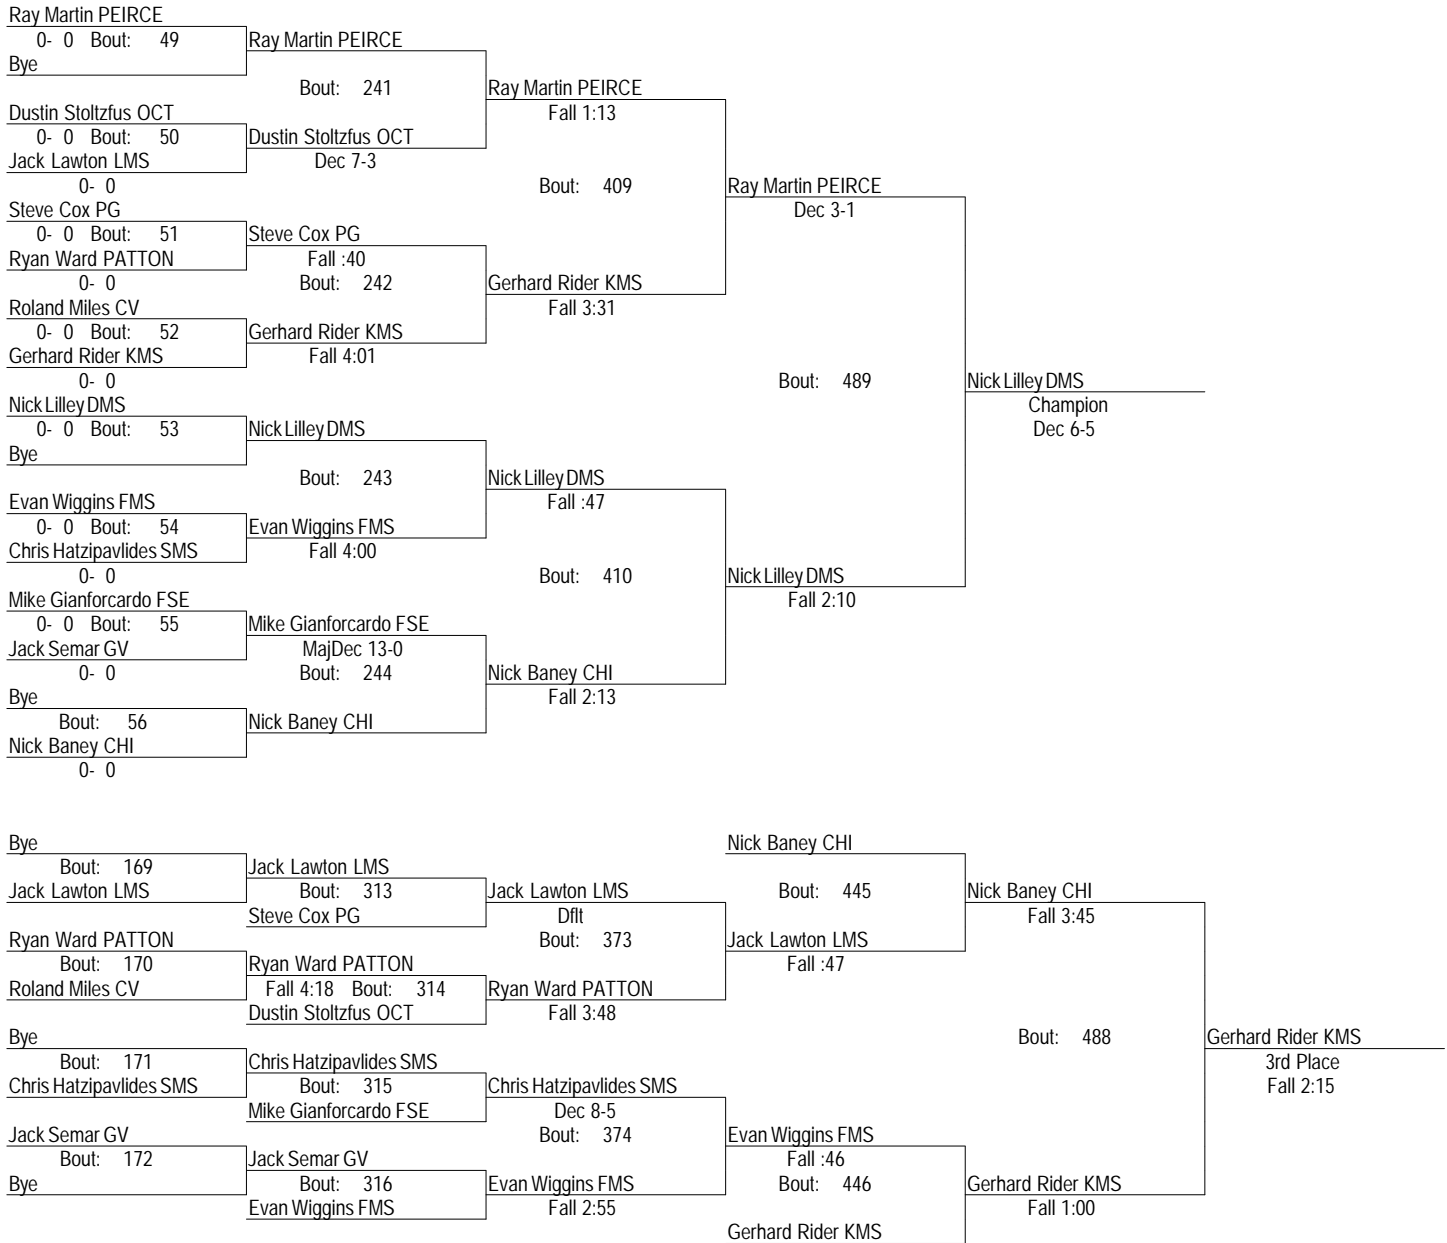 Ray Martin PEIRCE
0- 0 Bout: 49 Ray Martin PEIRCE
Bye
Bout: 241 Ray Martin PEIRCE
Dustin Stoltzfus OCT Fall 1:13
0- 0 Bout: 50 Dustin Stoltzfus OCT
Jack Lawton LMS Dec 7-3
0- 0 Bout: 409 Ray Martin PEIRCE
Steve Cox PG Dec 3-1
0- 0 Bout: 51 Steve Cox PG
Ryan Ward PATTON Fall :40
0- 0 Bout: 242 Gerhard Rider KMS
Roland Miles CV Fall 3:31
0- 0 Bout: 52 Gerhard Rider KMS
Gerhard Rider KMS Fall 4:01
0- 0 Bout: 489 Nick Lilley DMS
Nick Lilley DMS Champion
0- 0 Bout: 53 Nick Lilley DMS Dec 6-5
Bye
Bout: 243 Nick Lilley DMS
Evan Wiggins FMS Fall :47
0- 0 Bout: 54 Evan Wiggins FMS
Chris Hatzipavlides SMS Fall 4:00
0- 0 Bout: 410 Nick Lilley DMS
Mike Gianforcardo FSE Fall 2:10
0- 0 Bout: 55 Mike Gianforcardo FSE
Jack Semar GV MajDec 13-0
0- 0 Bout: 244 Nick Baney CHI
Bye Fall 2:13
Bout: 56 Nick Baney CHI
Nick Baney CHI
0- 0
Bye Nick Baney CHI
Bout: 169 Jack Lawton LMS
Jack Lawton LMS Bout: 313 Jack Lawton LMS Bout: 445 Nick Baney CHI
Steve Cox PG Dflt Fall 3:45
Ryan Ward PATTON Bout: 373 Jack Lawton LMS
Bout: 170 Ryan Ward PATTON Fall :47
Roland Miles CV Fall 4:18 Bout: 314 Ryan Ward PATTON
Dustin Stoltzfus OCT Fall 3:48
Bye Bout: 488 Gerhard Rider KMS
Bout: 171 Chris Hatzipavlides SMS 3rd Place
Chris Hatzipavlides SMS Bout: 315 Chris Hatzipavlides SMS Fall 2:15
Mike Gianforcardo FSE Dec 8-5
Jack Semar GV Bout: 374 Evan Wiggins FMS
Bout: 172 Jack Semar GV Fall :46
Bye Bout: 316 Evan Wiggins FMS Bout: 446 Gerhard Rider KMS
Evan Wiggins FMS Fall 2:55 Fall 1:00
Gerhard Rider KMS